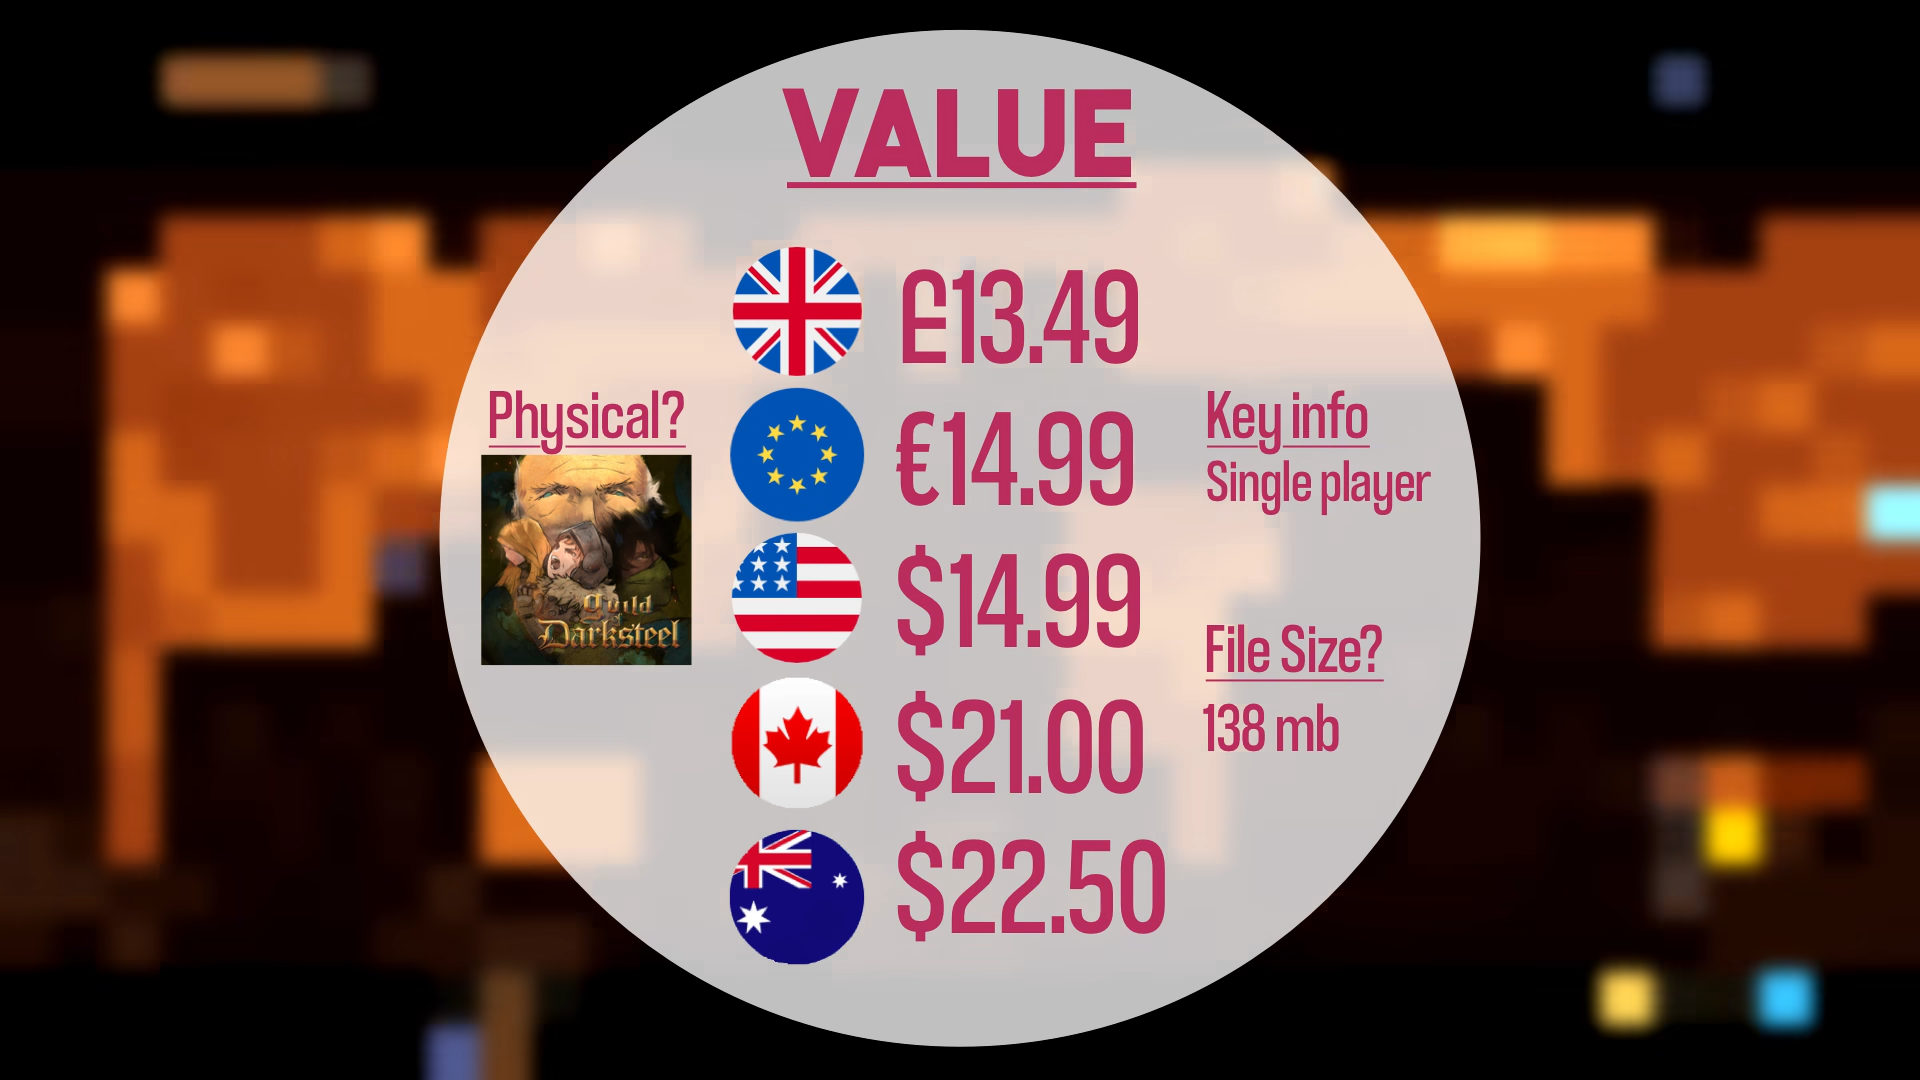 VALUE
£13.49
Physical?
Guild
of
Darksteel
€14.99
$14.99
$21.00
$22.50
Key info
Single player
File Size?
138 mb